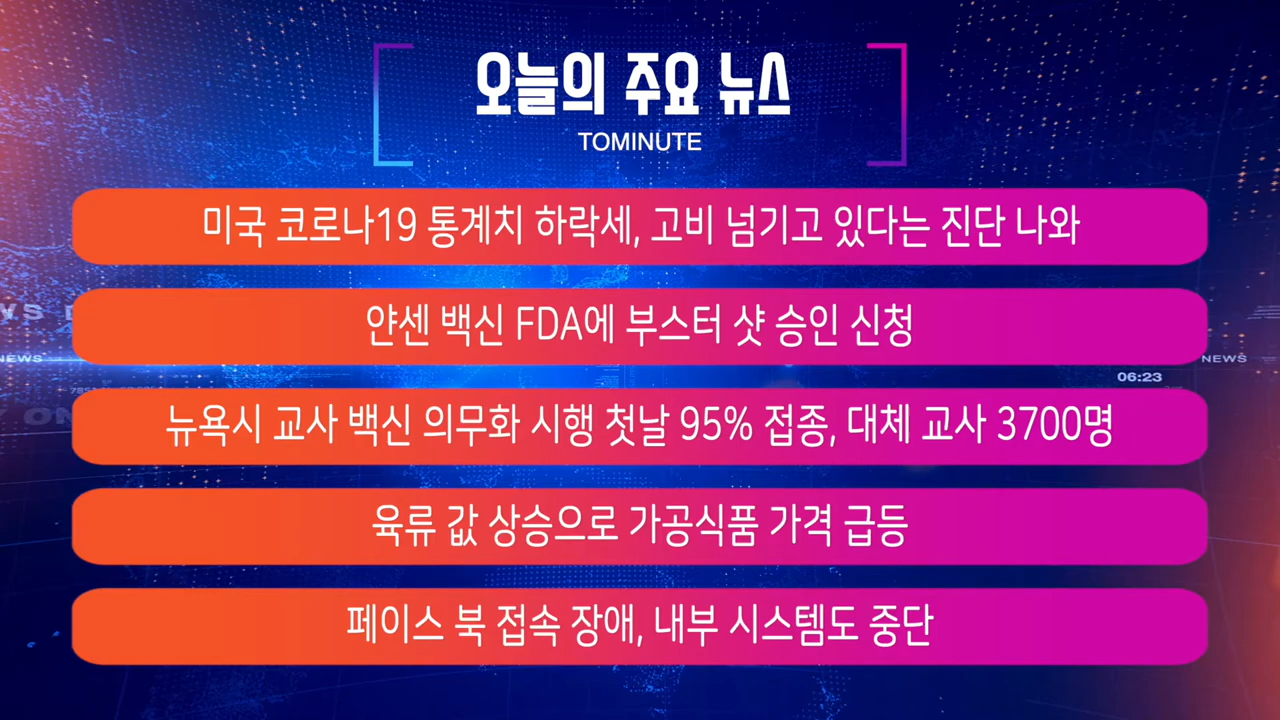 오늘의 주요 뉴스
TOMINUTE
미국 코로나19 통계치 하락세, 고비 넘기고 있다는 진단 나와
얀센 백신 FDA에 부스터 샷 승인 신청
NEWS
NEWS
06:23
뉴욕시 교사 백신 의무화 시행 첫날 95% 접종, 대체 교사 3700명
육류 값 상승으로 가공식품 가격 급등
페이스 북 접속 장애, 내부 시스템도 중단